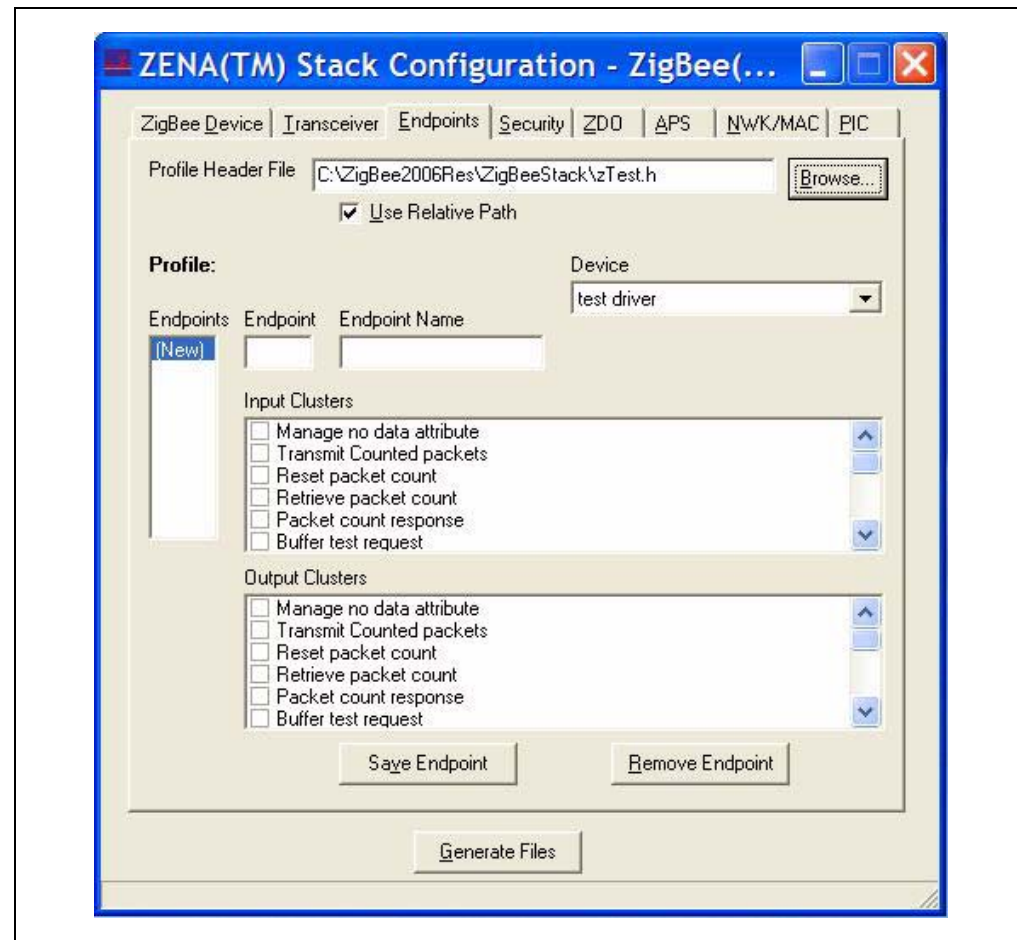 ZENA(TM) Stack Configuration - ZigBee(...
ZigBee Device Transceiver Endpoints Security ZDO APS NWK/MAC PIC
Profile Header File C:\ZigBee2006Res\ZigBeeStack\zTest.h Browse...
Use Relative Path
Profile:
Device
test driver
Endpoints Endpoint Endpoint Name
(New)
Input Clusters
Manage no data attribute
Transmit Counted packets
Reset packet count
Retrieve packet count
Packet count response
Buffer test request
Output Clusters
Manage no data attribute
Transmit Counted packets
Reset packet count
Retrieve packet count
Packet count response
Buffer test request
Save Endpoint Remove Endpoint
Generate Files